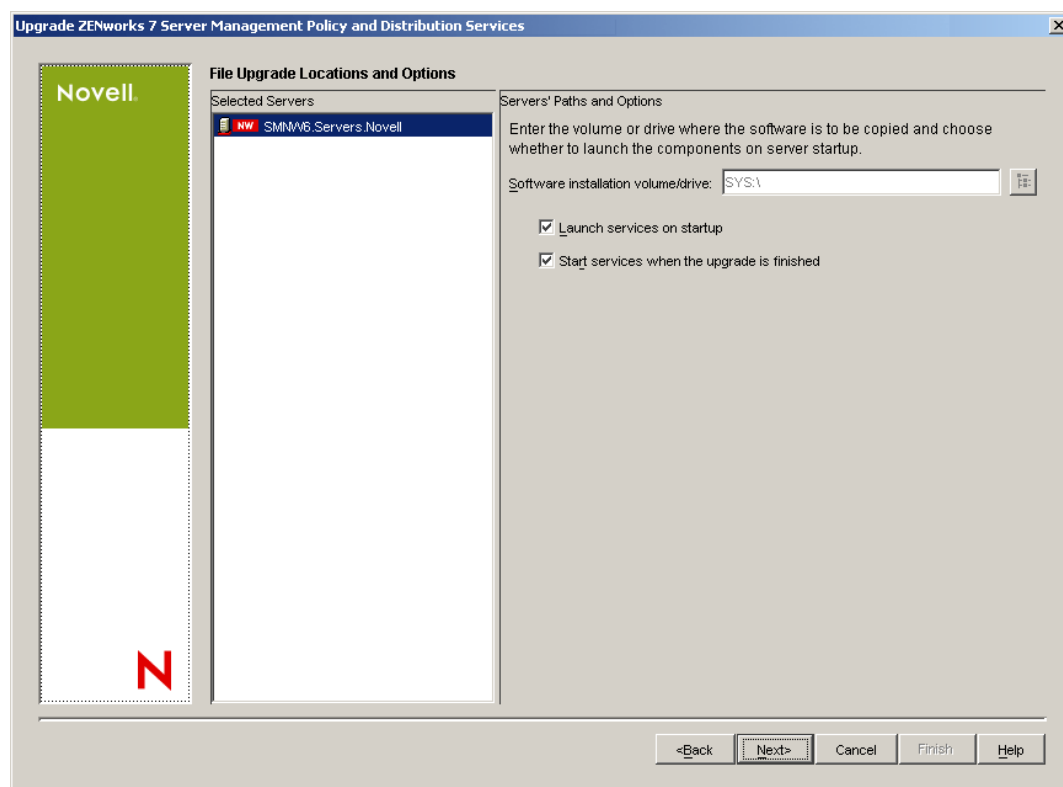 Upgrade ZENworks 7 Server Management Policy and Distribution Services
Novell.
File Upgrade Locations and Options
Selected Servers
NW SMNW6.Servers.Novell
Servers' Paths and Options
Enter the volume or drive where the software is to be copied and choose
whether to launch the components on server startup.
Software installation volume/drive: SYS:\
Launch services on startup
Start services when the upgrade is finished
N
<Back Next> Cancel Finish Help